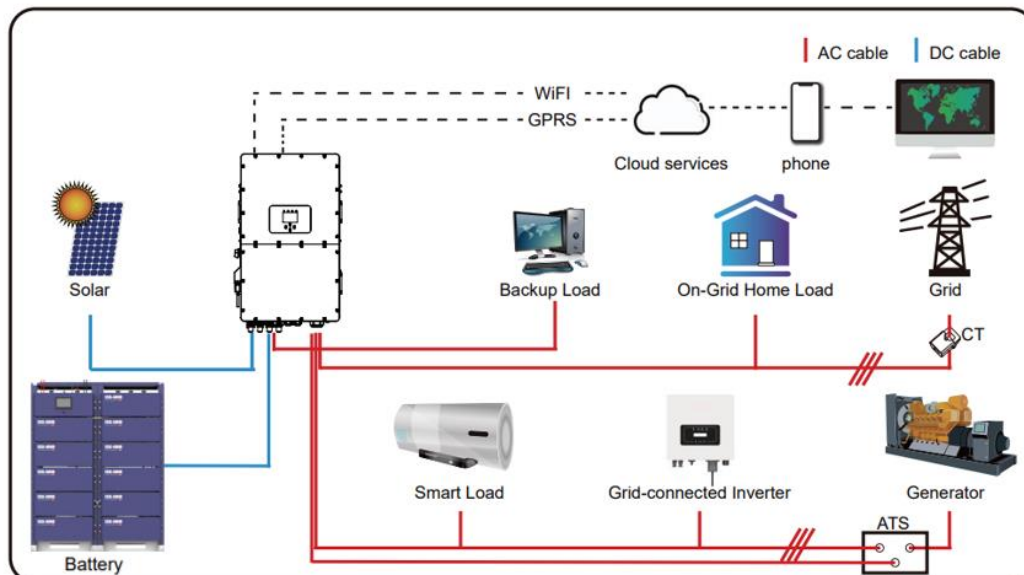 AC cable
DC cable
WiFI
GPRS
Cloud services
phone
Solar
Backup Load
On-Grid Home Load
Grid
CT
Smart Load
Grid-connected Inverter
Generator
ATS
Battery